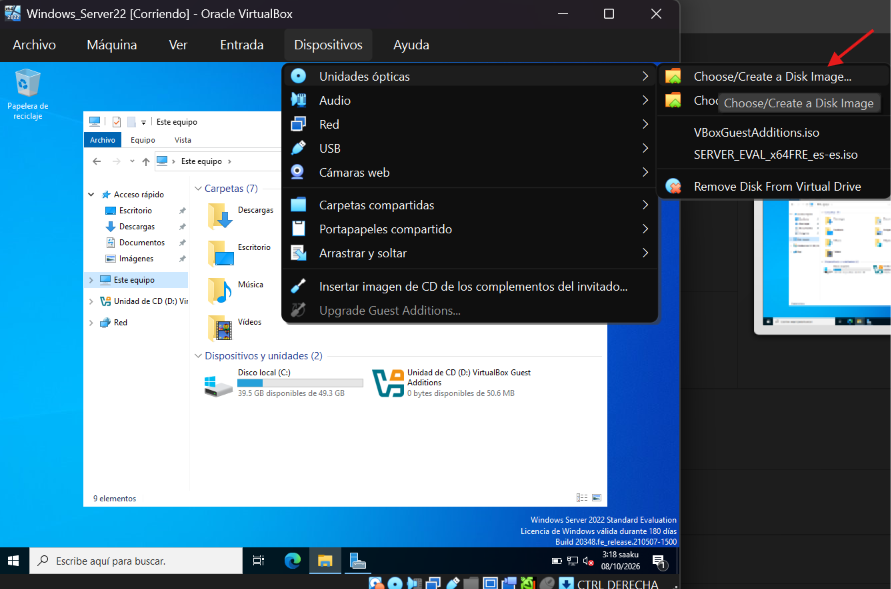 Windows_Server22 [Corriendo] - Oracle VirtualBox
Archivo Máquina Ver Entrada Dispositivos Ayuda
Papelera de
reciclaje
Unidades ópticas
Audio
Red
USB
Cámaras web
Carpetas compartidas
Portapapeles compartido
Arrastrar y soltar
Insertar imagen de CD de los complementos del invitado...
Upgrade Guest Additions...
Choose/Create a Disk Image...
Choose/Create a Disk Image
VBoxGuestAdditions.iso
SERVER_EVAL_x64FRE_es-es.iso
Remove Disk From Virtual Drive
Este equipo
Archivo Equipo Vista
Este equipo
Acceso rápido
Escritorio
Descargas
Documentos
Imágenes
Este equipo
Unidad de CD (D:) Vir
Red
Carpetas (7)
Descargas
Escritorio
Música
Vídeos
Dispositivos y unidades (2)
Disco local (C:)
39.5 GB disponibles de 49.3 GB
Unidad de CD (D:) VirtualBox Guest
Additions
0 bytes disponibles de 50.6 MB
9 elementos
Windows Server 2022 Standard Evaluation
Licencia de Windows válida durante 180 días
Build 20348.fe_release.210507-1500
Escribe aquí para buscar.
3:18 saaku
08/10/2026
1
CTRL DERECHA